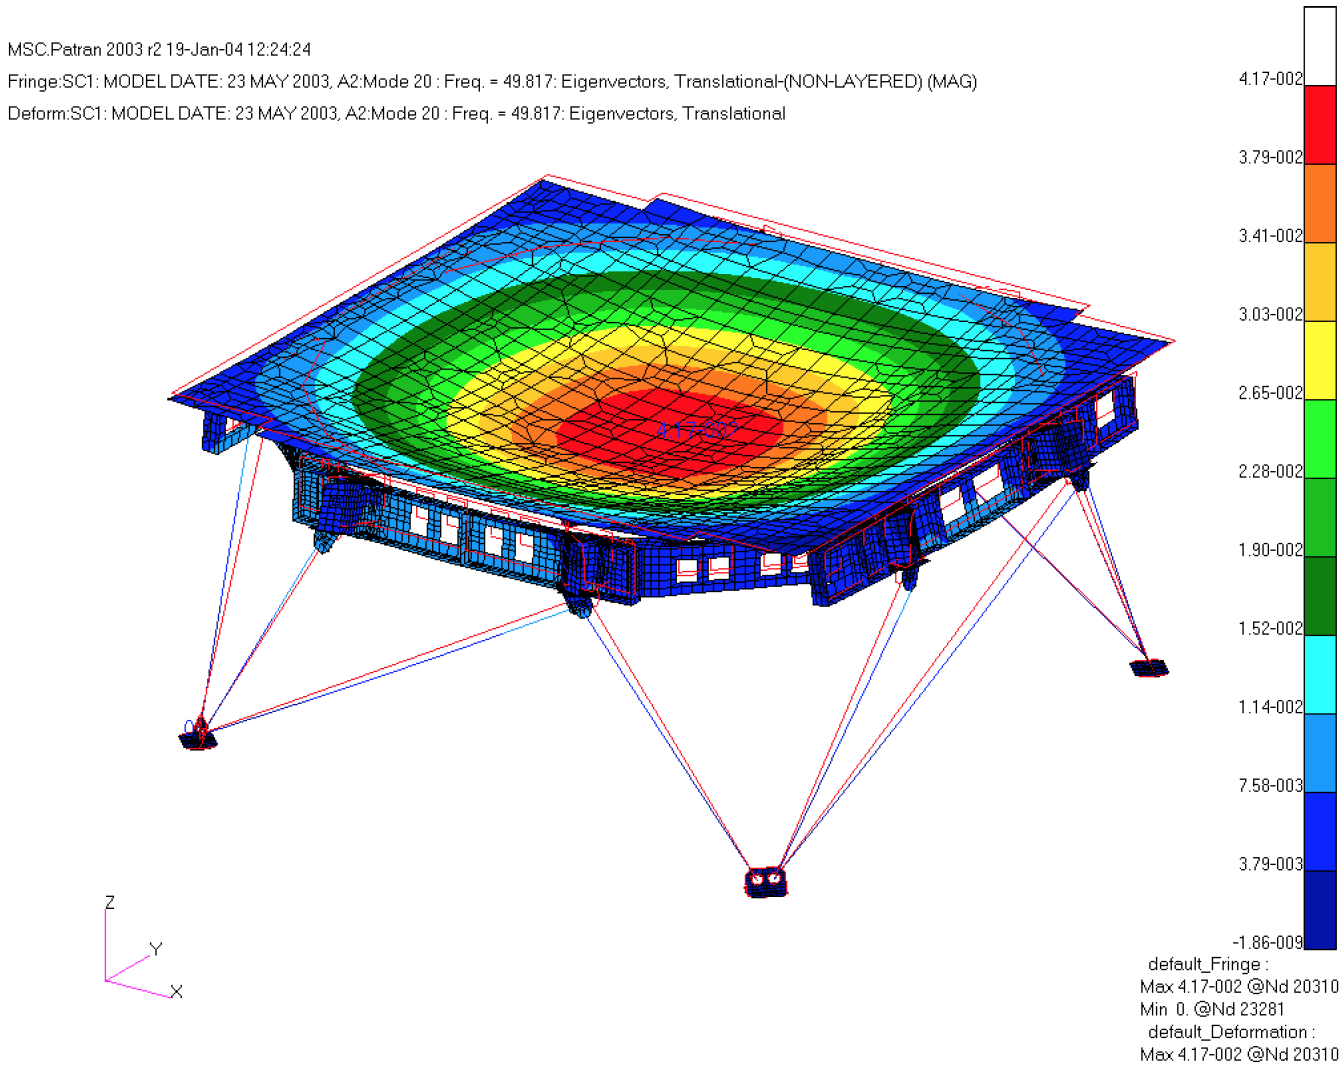 MSC.Patran 2003 r2 19-Jan-04 12:24:24
Fringe:SC1: MODEL DATE: 23 MAY 2003, A2:Mode 20 : Freq. = 49.817: Eigenvectors, Translational-(NON-LAYERED) (MAG)
Deform:SC1: MODEL DATE: 23 MAY 2003, A2:Mode 20 : Freq. = 49.817: Eigenvectors, Translational
4.17-002
3.79-002
3.41-002
3.03-002
2.65-002
2.28-002
1.90-002
1.52-002
1.14-002
7.58-003
3.79-003
-1.86-009
4.17-002
Z
Y
X
default_Fringe :
Max 4.17-002 @Nd 20310
Min 0. @Nd 23281
default_Deformation :
Max 4.17-002 @Nd 20310